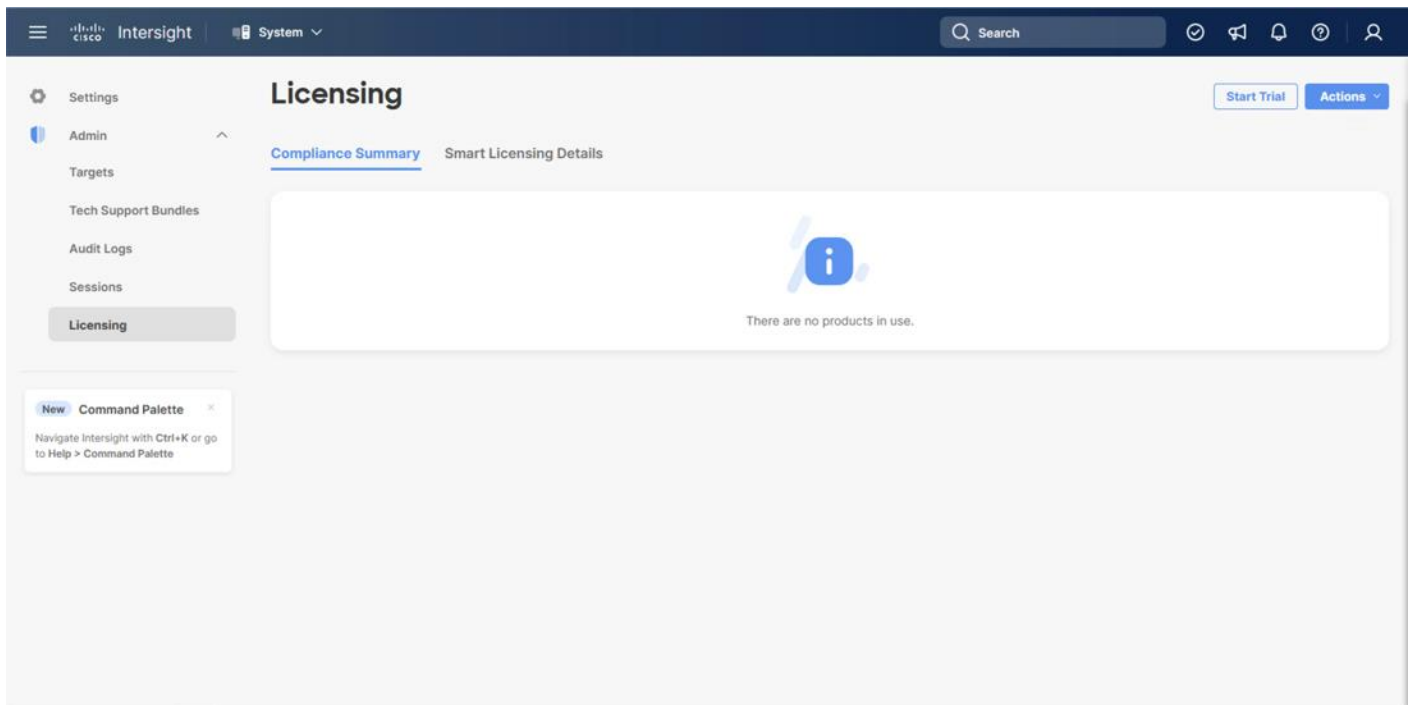 cisco Intersight System
Search
Settings
Admin
Targets
Tech Support Bundles
Audit Logs
Sessions
Licensing
New Command Palette
Navigate Intersight with Ctrl+K or go
to Help > Command Palette
Licensing
Start Trial Actions
Compliance Summary Smart Licensing Details
There are no products in use.